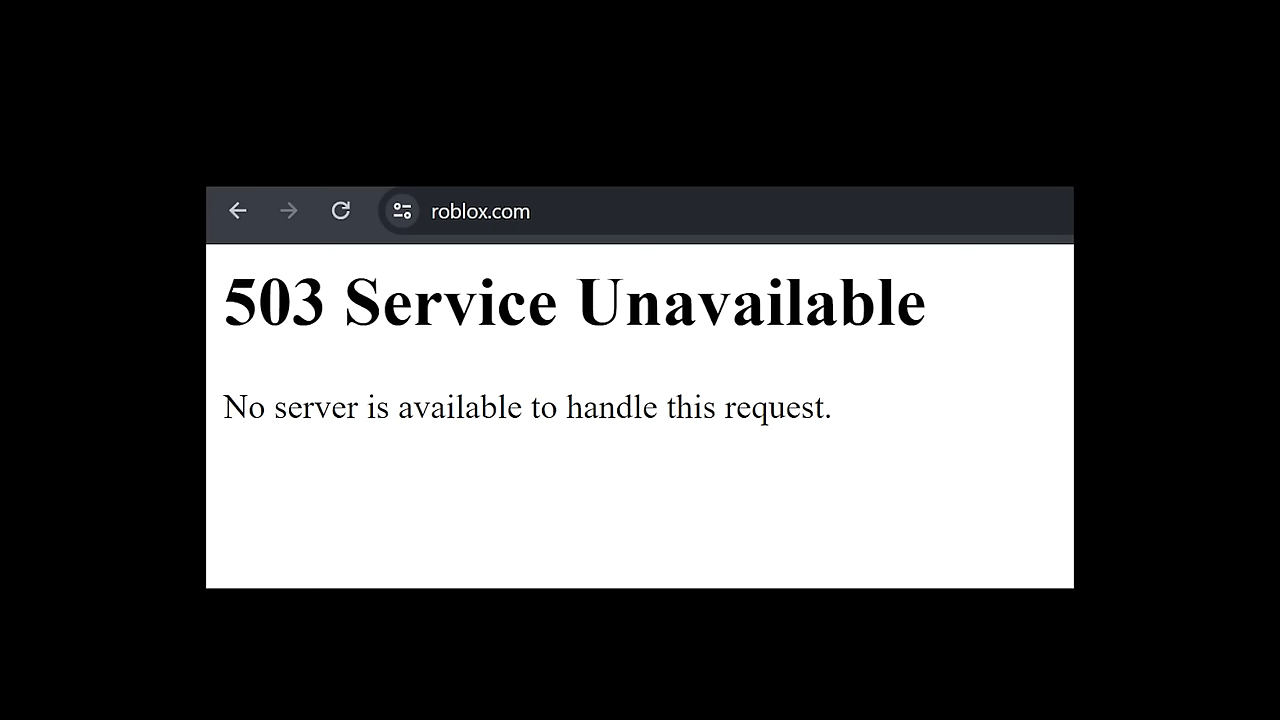 roblox.com
503 Service Unavailable
No server is available to handle this request.